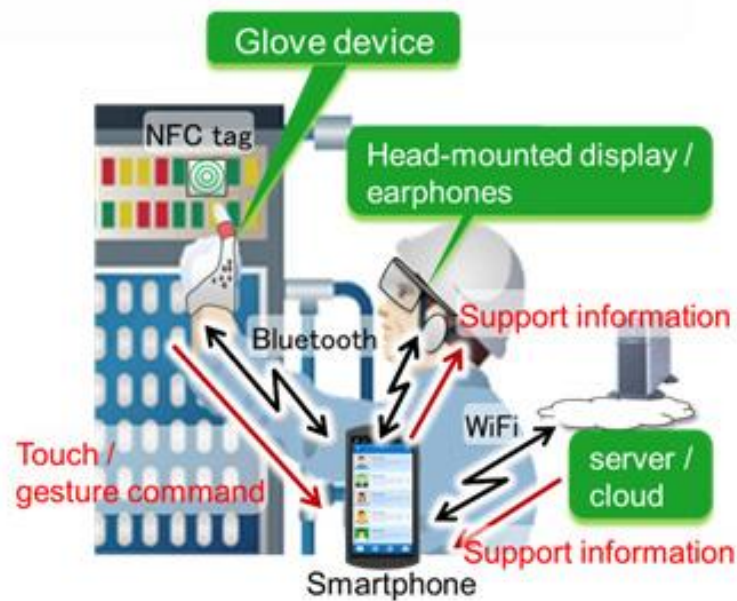 Glove device
NFC tag
Head-mounted display /
earphones
Support information
Bluetooth
WiFi
Touch /
gesture command
server /
cloud
Support information
Smartphone